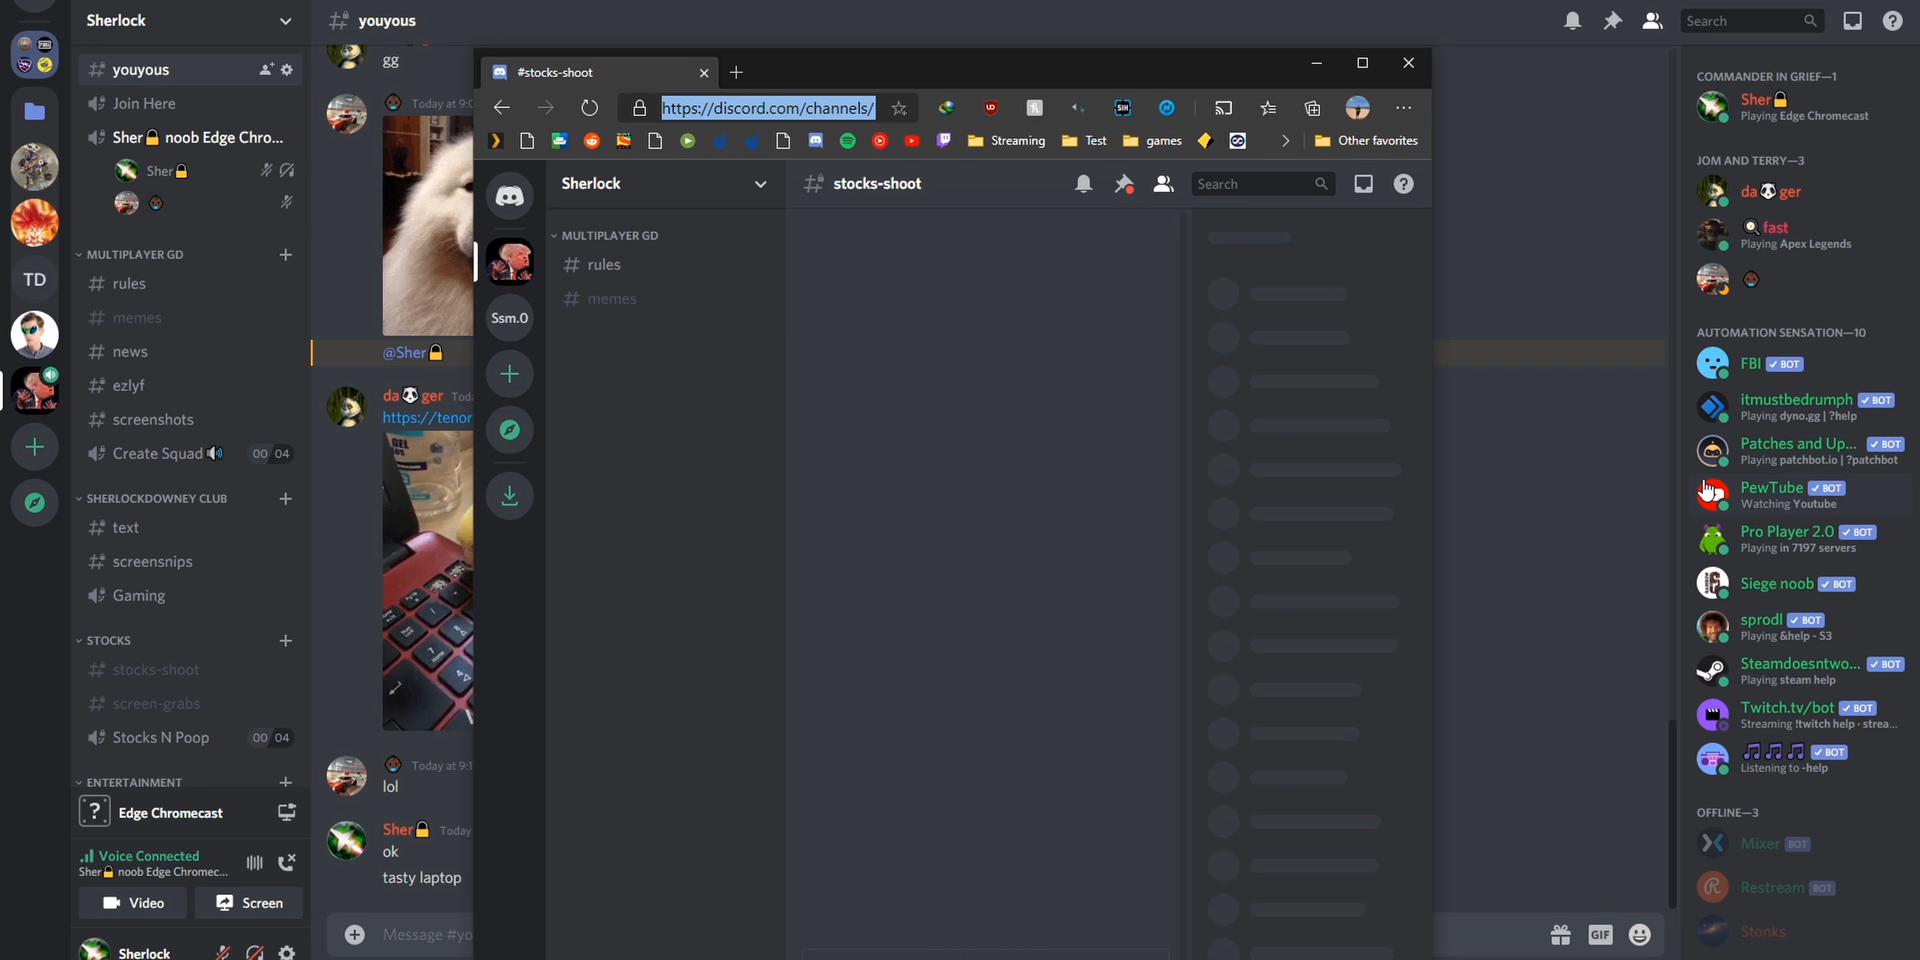 Sherlock
youyous
Search
youyous
Join Here
Sher🔒 noob Edge Chro...
Sher🔒
MULTIPLAYER GD
rules
memes
news
ezlyf
screenshots
Create Squad🔊 00 04
SHERLOCKDOWNEY CLUB
text
screensnips
Gaming
STOCKS
stocks-shoot
screen-grabs
Stocks N Poop 00 04
ENTERTAINMENT
Edge Chromecast
Voice Connected
Sher🔒 noob Edge Chromec...
Video
Screen
Sherlock
TD
gg
Today at 9:0
@Sher🔒
da🐼ger Toda
https://tenor
Today at 9:1
lol
Sher🔒 Today
ok
tasty laptop
Message #yo
GIF
#stocks-shoot
https://discord.com/channels/
Streaming
Test
games
Other favorites
Sherlock
stocks-shoot
Search
Ssm.0
MULTIPLAYER GD
rules
memes
COMMANDER IN GRIEF—1
Sher🔒
Playing Edge Chromecast
JOM AND TERRY—3
da🐼ger
fast
Playing Apex Legends
AUTOMATION SENSATION—10
FBI ✓ BOT
itmustbedrumph ✓ BOT
Playing dyno.gg | ?help
Patches and Up... ✓ BOT
Playing patchbot.io | ?patchbot
PewTube ✓ BOT
Watching Youtube
Pro Player 2.0 ✓ BOT
Playing in 7197 servers
Siege noob ✓ BOT
sprodl ✓ BOT
Playing &help - S3
Steamdoesntwo... ✓ BOT
Playing steam help
Twitch.tv/bot ✓ BOT
Streaming !twitch help · strea...
🎵🎵🎵 ✓ BOT
Listening to -help
OFFLINE—3
Mixer BOT
Restream BOT
Stonks